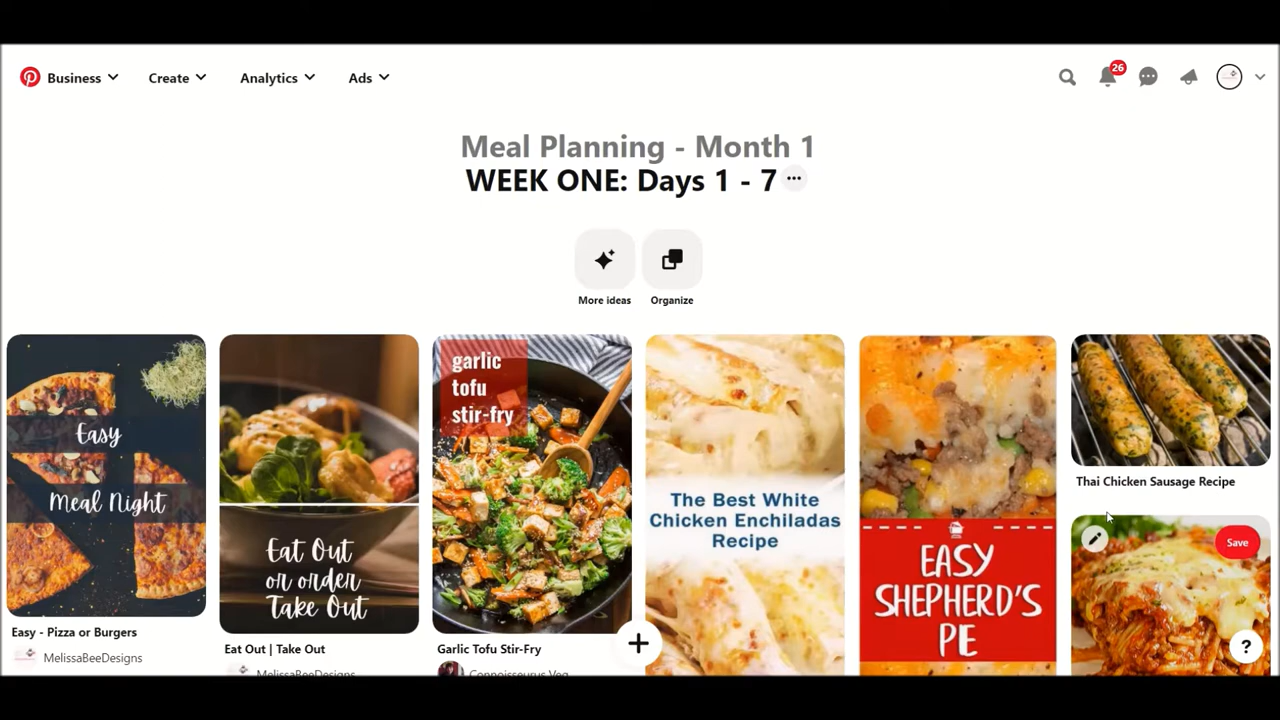 Business
Create
Analytics
Ads
26
Meal Planning - Month 1
WEEK ONE: Days 1 - 7
More ideas
Organize
Easy
Meal Night
Easy - Pizza or Burgers
MelissaBeeDesigns
Eat Out
or order
Take Out
Eat Out | Take Out
MelissaBeeDesigns
garlic
tofu
stir-fry
Garlic Tofu Stir-Fry
Connoisseurus Veg
The Best White
Chicken Enchiladas
Recipe
EASY
SHEPHERD'S
PE
Thai Chicken Sausage Recipe
Save
?